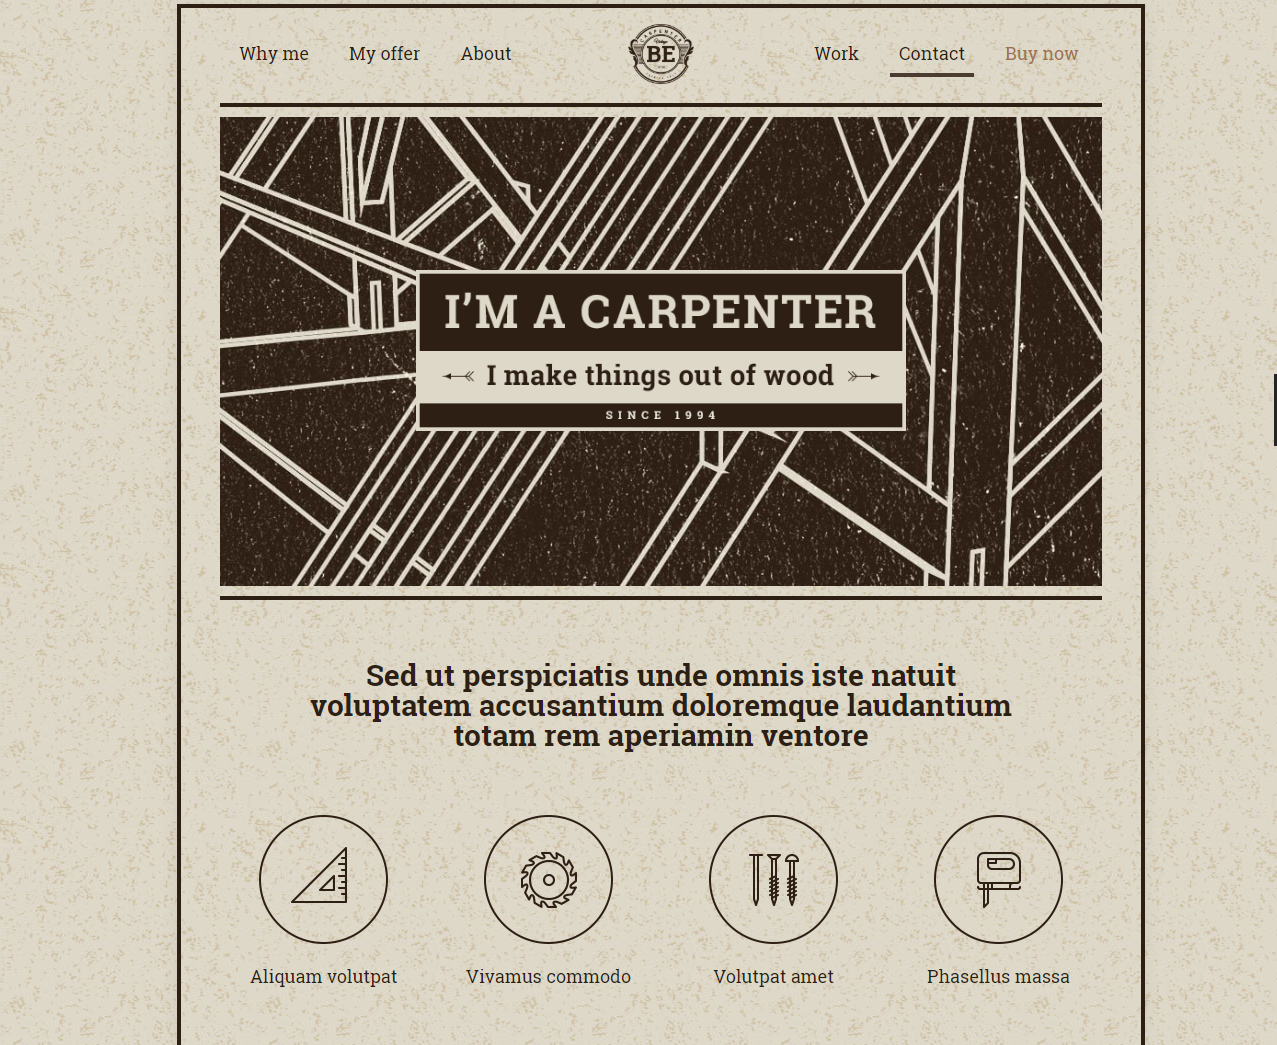 Why me
My offer
About
CARPENTER
BE
Work
Contact
Buy now
I'M A CARPENTER
I make things out of wood
SINCE 1994
Sed ut perspiciatis unde omnis iste natuit
voluptatem accusantium doloremque laudantium
totam rem aperiamin ventore
Aliquam volutpat
Vivamus commodo
Volutpat amet
Phasellus massa